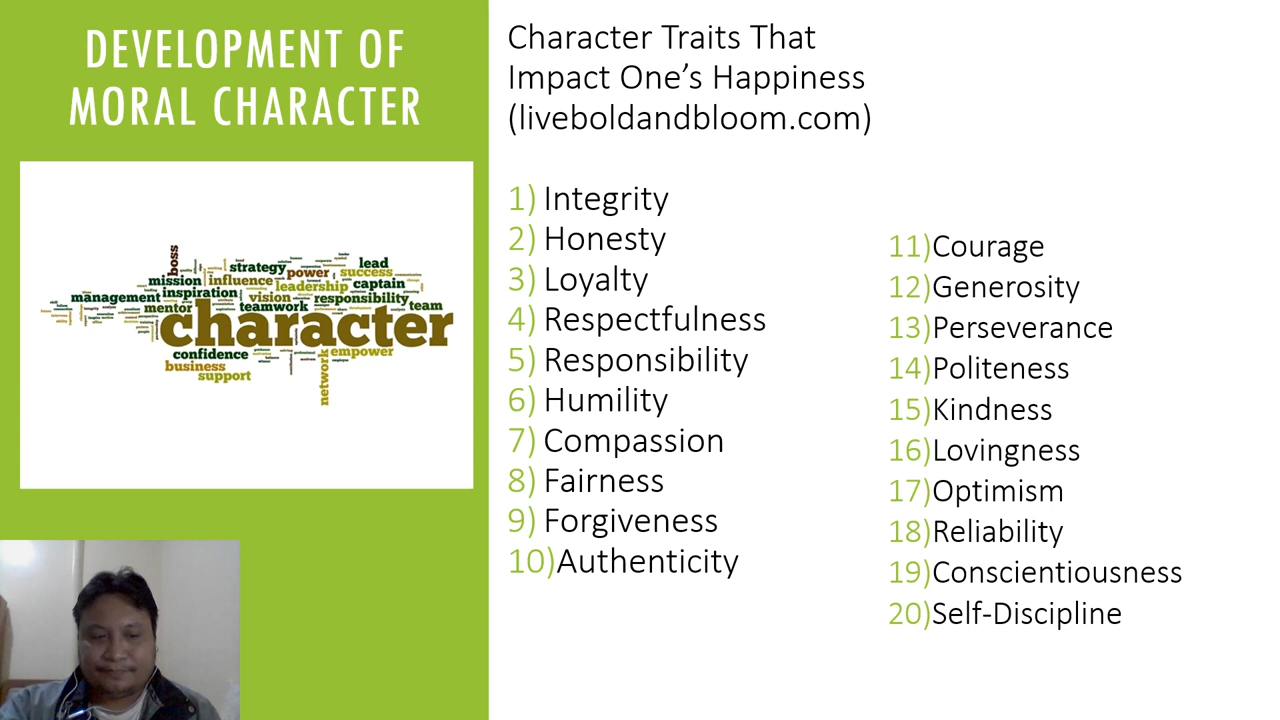 DEVELOPMENT OF
MORAL CHARACTER
boss
strategy
lead
mission
influence
power
success
inspiration
leadership
captain
management
vision
responsibility
mentor
teamwork
team
character
confidence
empower
business
support
network
Character Traits That
Impact One’s Happiness
(liveboldandbloom.com)
1) Integrity
2) Honesty
3) Loyalty
4) Respectfulness
5) Responsibility
6) Humility
7) Compassion
8) Fairness
9) Forgiveness
10)Authenticity
11)Courage
12)Generosity
13)Perseverance
14)Politeness
15)Kindness
16)Lovingness
17)Optimism
18)Reliability
19)Conscientiousness
20)Self-Discipline